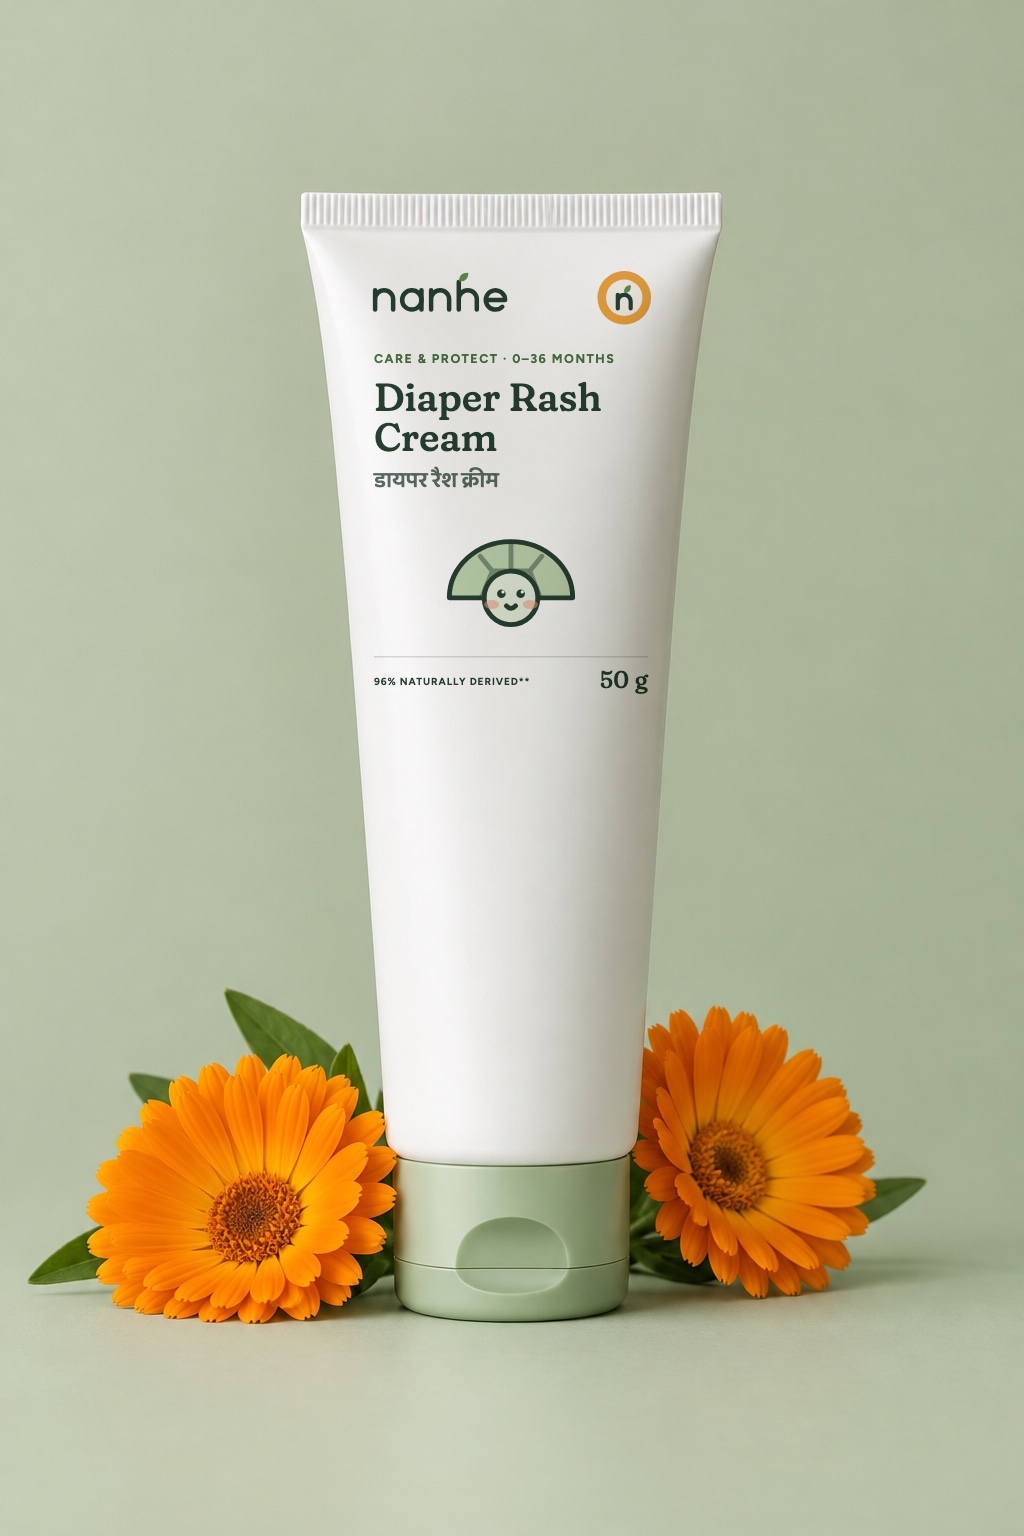 nanhe
n
CARE & PROTECT · 0–36 MONTHS
Diaper Rash
Cream
डायपर रैश क्रीम
96% NATURALLY DERIVED**
50 g